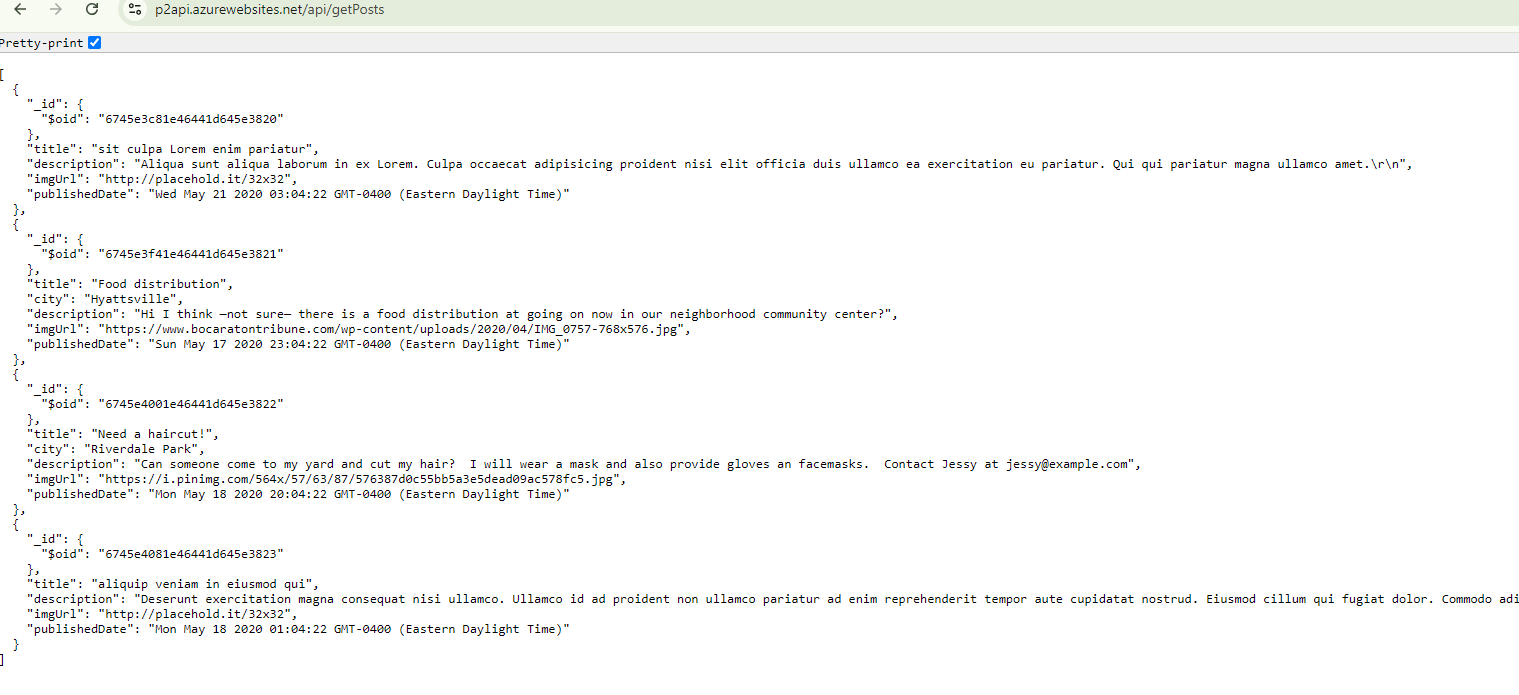 p2api.azurewebsites.net/api/getPosts
Pretty-print
[
  {
    "_id": {
      "$oid": "6745e3c81e46441d645e3820"
    },
    "title": "sit culpa Lorem enim pariatur",
    "description": "Aliqua sunt aliqua laborum in ex Lorem. Culpa occaecat adipisicing proident nisi elit officia duis ullamco ea exercitation eu pariatur. Qui qui pariatur magna ullamco amet.\r\n",
    "imgUrl": "http://placehold.it/32x32",
    "publishedDate": "Wed May 21 2020 03:04:22 GMT-0400 (Eastern Daylight Time)"
  },
  {
    "_id": {
      "$oid": "6745e3f41e46441d645e3821"
    },
    "title": "Food distribution",
    "city": "Hyattsville",
    "description": "Hi I think —not sure— there is a food distribution at going on now in our neighborhood community center?",
    "imgUrl": "https://www.bocaratontribune.com/wp-content/uploads/2020/04/IMG_0757-768x576.jpg",
    "publishedDate": "Sun May 17 2020 23:04:22 GMT-0400 (Eastern Daylight Time)"
  },
  {
    "_id": {
      "$oid": "6745e4001e46441d645e3822"
    },
    "title": "Need a haircut!",
    "city": "Riverdale Park",
    "description": "Can someone come to my yard and cut my hair?  I will wear a mask and also provide gloves an facemasks.  Contact Jessy at jessy@example.com",
    "imgUrl": "https://i.pinimg.com/564x/57/63/87/576387d0c55bb5a3e5dead09ac578fc5.jpg",
    "publishedDate": "Mon May 18 2020 20:04:22 GMT-0400 (Eastern Daylight Time)"
  },
  {
    "_id": {
      "$oid": "6745e4081e46441d645e3823"
    },
    "title": "aliquip veniam in eiusmod qui",
    "description": "Deserunt exercitation magna consequat nisi ullamco. Ullamco id ad proident non ullamco pariatur ad enim reprehenderit tempor aute cupidatat nostrud. Eiusmod cillum qui fugiat dolor. Commodo adi
    "imgUrl": "http://placehold.it/32x32",
    "publishedDate": "Mon May 18 2020 01:04:22 GMT-0400 (Eastern Daylight Time)"
  }
]